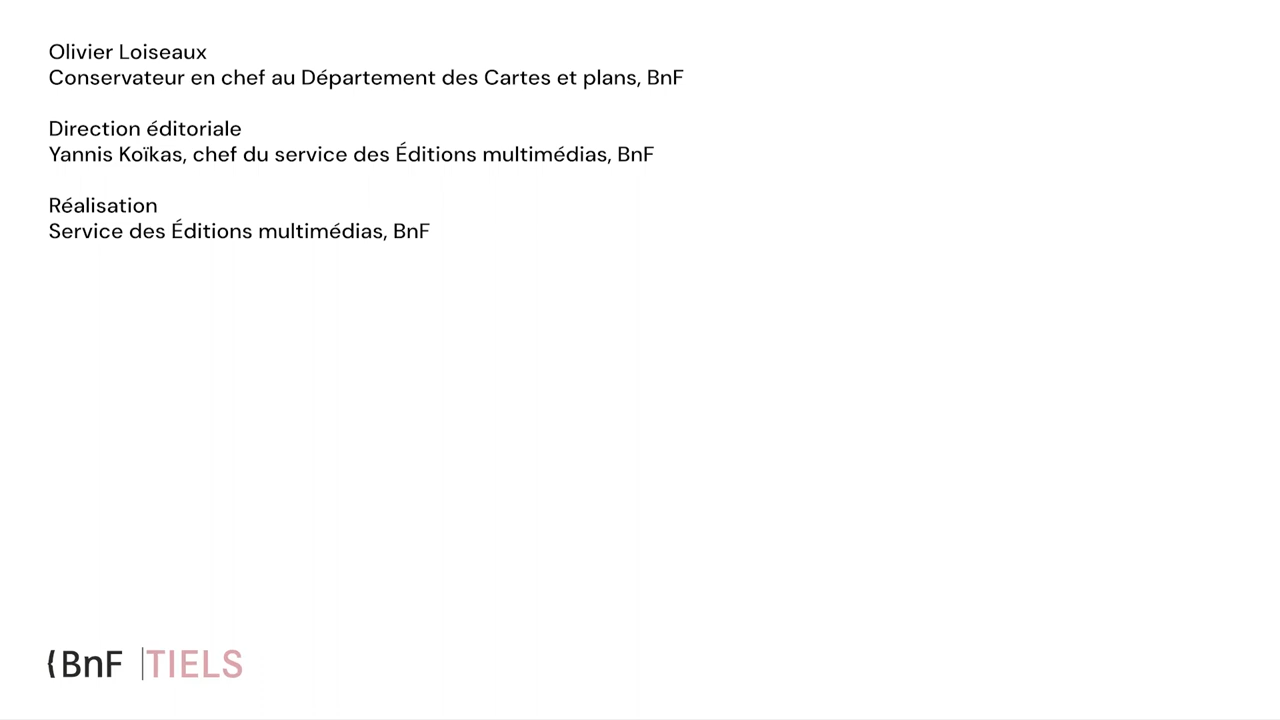 Olivier Loiseaux
Conservateur en chef au Département des Cartes et plans, BnF
Direction éditoriale
Yannis Koïkas, chef du service des Éditions multimédias, BnF
Réalisation
Service des Éditions multimédias, BnF
{BnF |TIELS